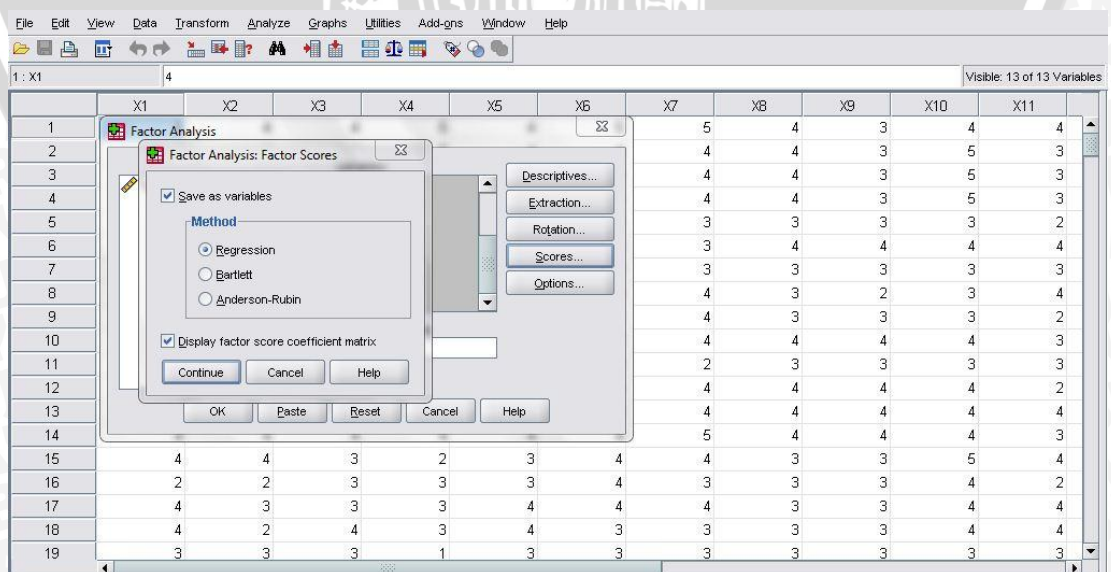 File Edit View Data Transform Analyze Graphs Utilities Add-ons Window Help
1 : X1 4 Visible: 13 of 13 Variables
X1 X2 X3 X4 X5 X6 X7 X8 X9 X10 X11
Factor Analysis
Factor Analysis: Factor Scores
Save as variables
Method
Regression
Bartlett
Anderson-Rubin
Display factor score coefficient matrix
Continue Cancel Help
Descriptives...
Extraction...
Rotation...
Scores...
Options...
OK Paste Reset Cancel Help
1 5 4 3 4 4
2 4 4 3 5 3
3 4 4 3 5 3
4 4 4 3 5 3
5 3 3 3 3 2
6 3 4 4 4 4
7 3 3 3 3 3
8 4 3 2 3 4
9 4 3 3 3 2
10 4 4 4 4 3
11 2 3 3 3 3
12 4 4 4 4 2
13 4 4 4 4 4
14 5 4 4 4 3
15 4 4 3 2 3 4 4 3 3 5 4
16 2 2 3 3 3 4 3 3 3 4 2
17 4 3 3 3 4 4 4 3 3 4 4
18 4 2 4 3 4 3 3 3 3 4 4
19 3 3 3 1 3 3 3 3 3 3 3